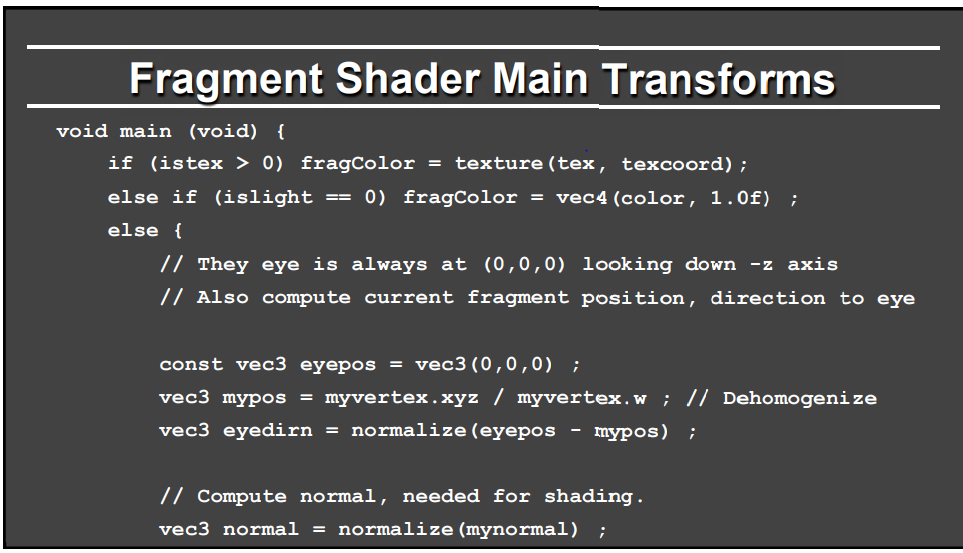 Fragment Shader Main Transforms
void main (void) {
if (istex > 0) fragColor = texture(tex, texcoord);
else if (islight == 0) fragColor = vec4(color, 1.0f) ;
else {
// They eye is always at (0,0,0) looking down -z axis
// Also compute current fragment position, direction to eye
const vec3 eyepos = vec3(0,0,0) ;
vec3 mypos = myvertex.xyz / myvertex.w ; // Dehomogenize
vec3 eyedirn = normalize(eyepos - mypos) ;
// Compute normal, needed for shading.
vec3 normal = normalize(mynormal) ;